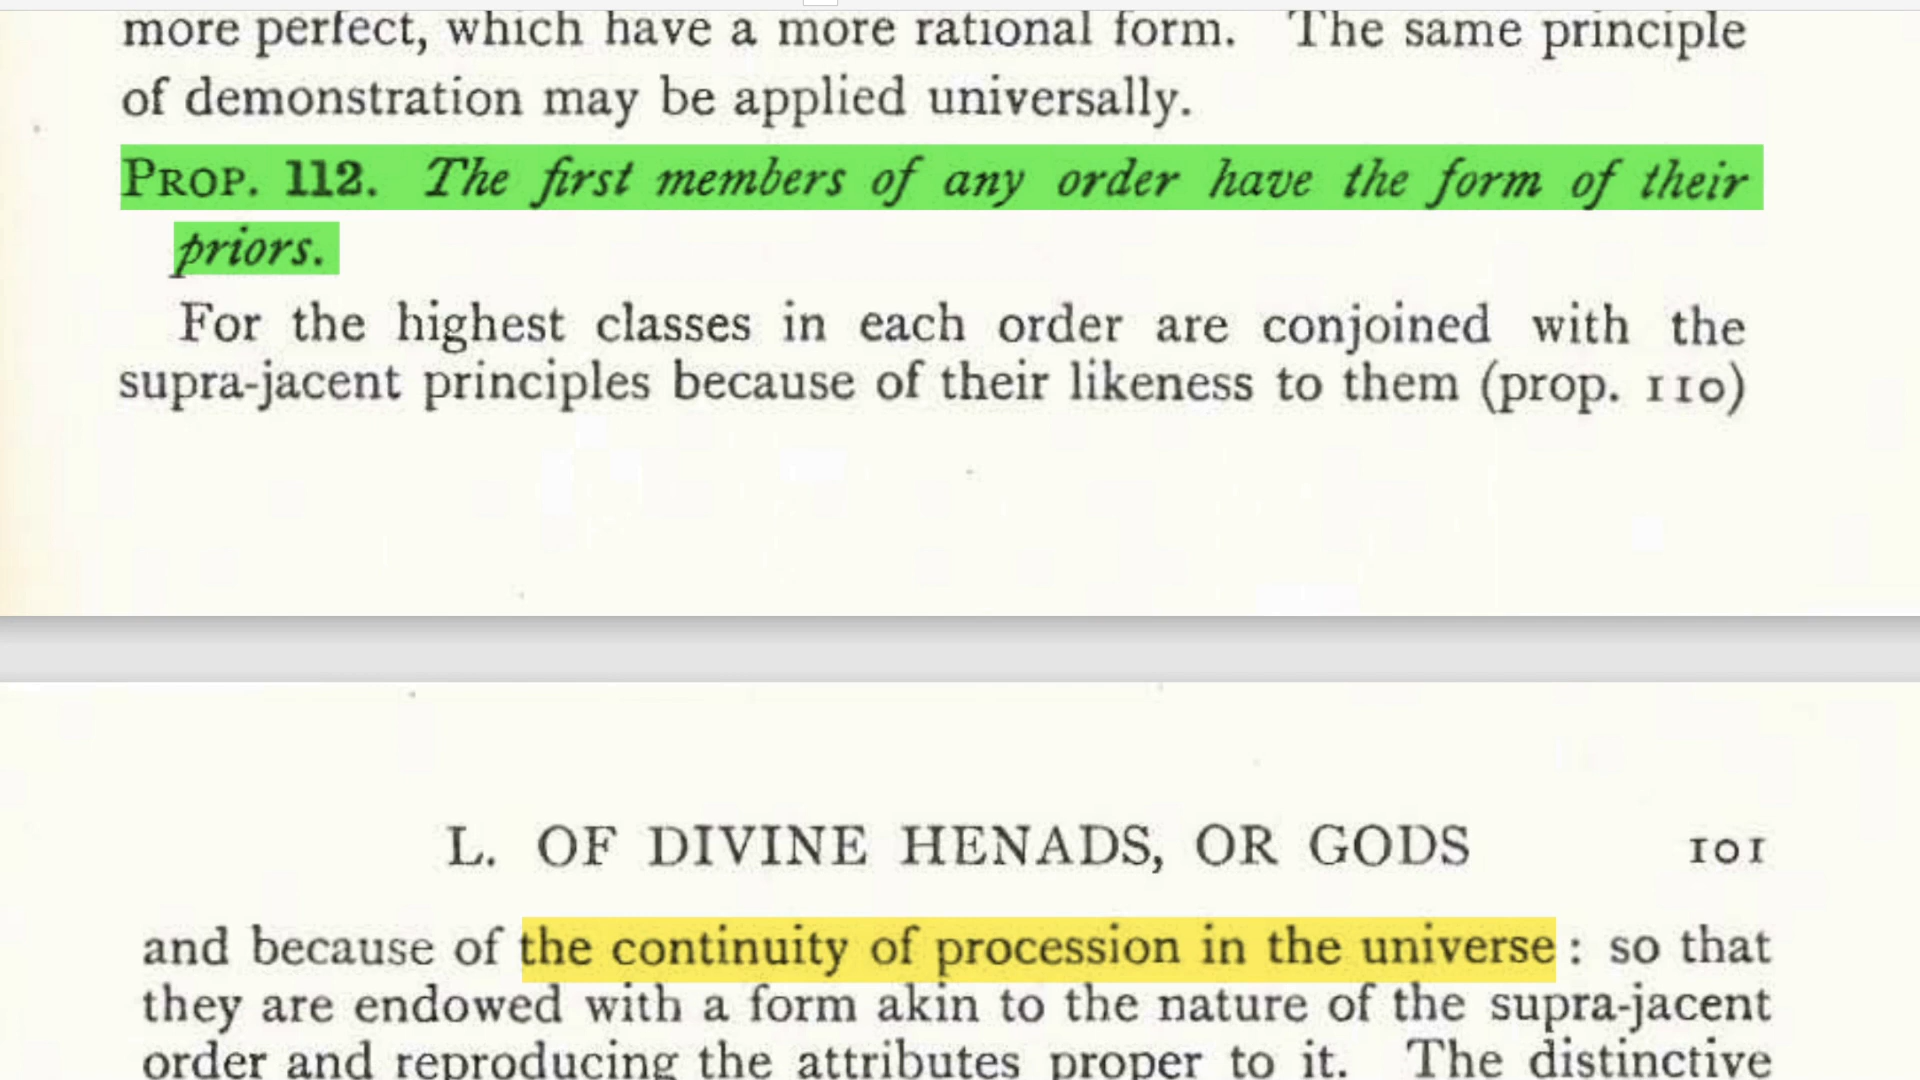 more perfect, which have a more rational form. The same principle
of demonstration may be applied universally.
PROP. 112. The first members of any order have the form of their
priors.
For the highest classes in each order are conjoined with the
supra-jacent principles because of their likeness to them (prop. 110)
L. OF DIVINE HENADS, OR GODS 101
and because of the continuity of procession in the universe : so that
they are endowed with a form akin to the nature of the supra-jacent
order and reproducing the attributes proper to it. The distinctive